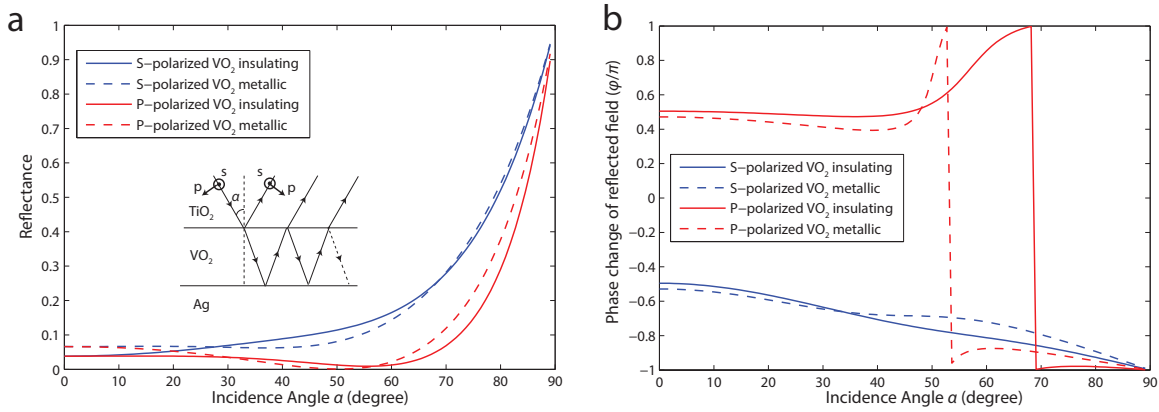 a
S-polarized VO₂ insulating
S-polarized VO₂ metallic
P-polarized VO₂ insulating
P-polarized VO₂ metallic
1
0.9
0.8
0.7
0.6
0.5
0.4
0.3
0.2
0.1
0
Reflectance
s
s
p
α
p
TiO₂
VO₂
Ag
0 10 20 30 40 50 60 70 80 90
Incidence Angle α (degree)
b
1
0.8
0.6
0.4
0.2
0
−0.2
−0.4
−0.6
−0.8
−1
Phase change of reflected field (φ/π)
S-polarized VO₂ insulating
S-polarized VO₂ metallic
P-polarized VO₂ insulating
P-polarized VO₂ metallic
0 10 20 30 40 50 60 70 80 90
Incidence Angle α (degree)